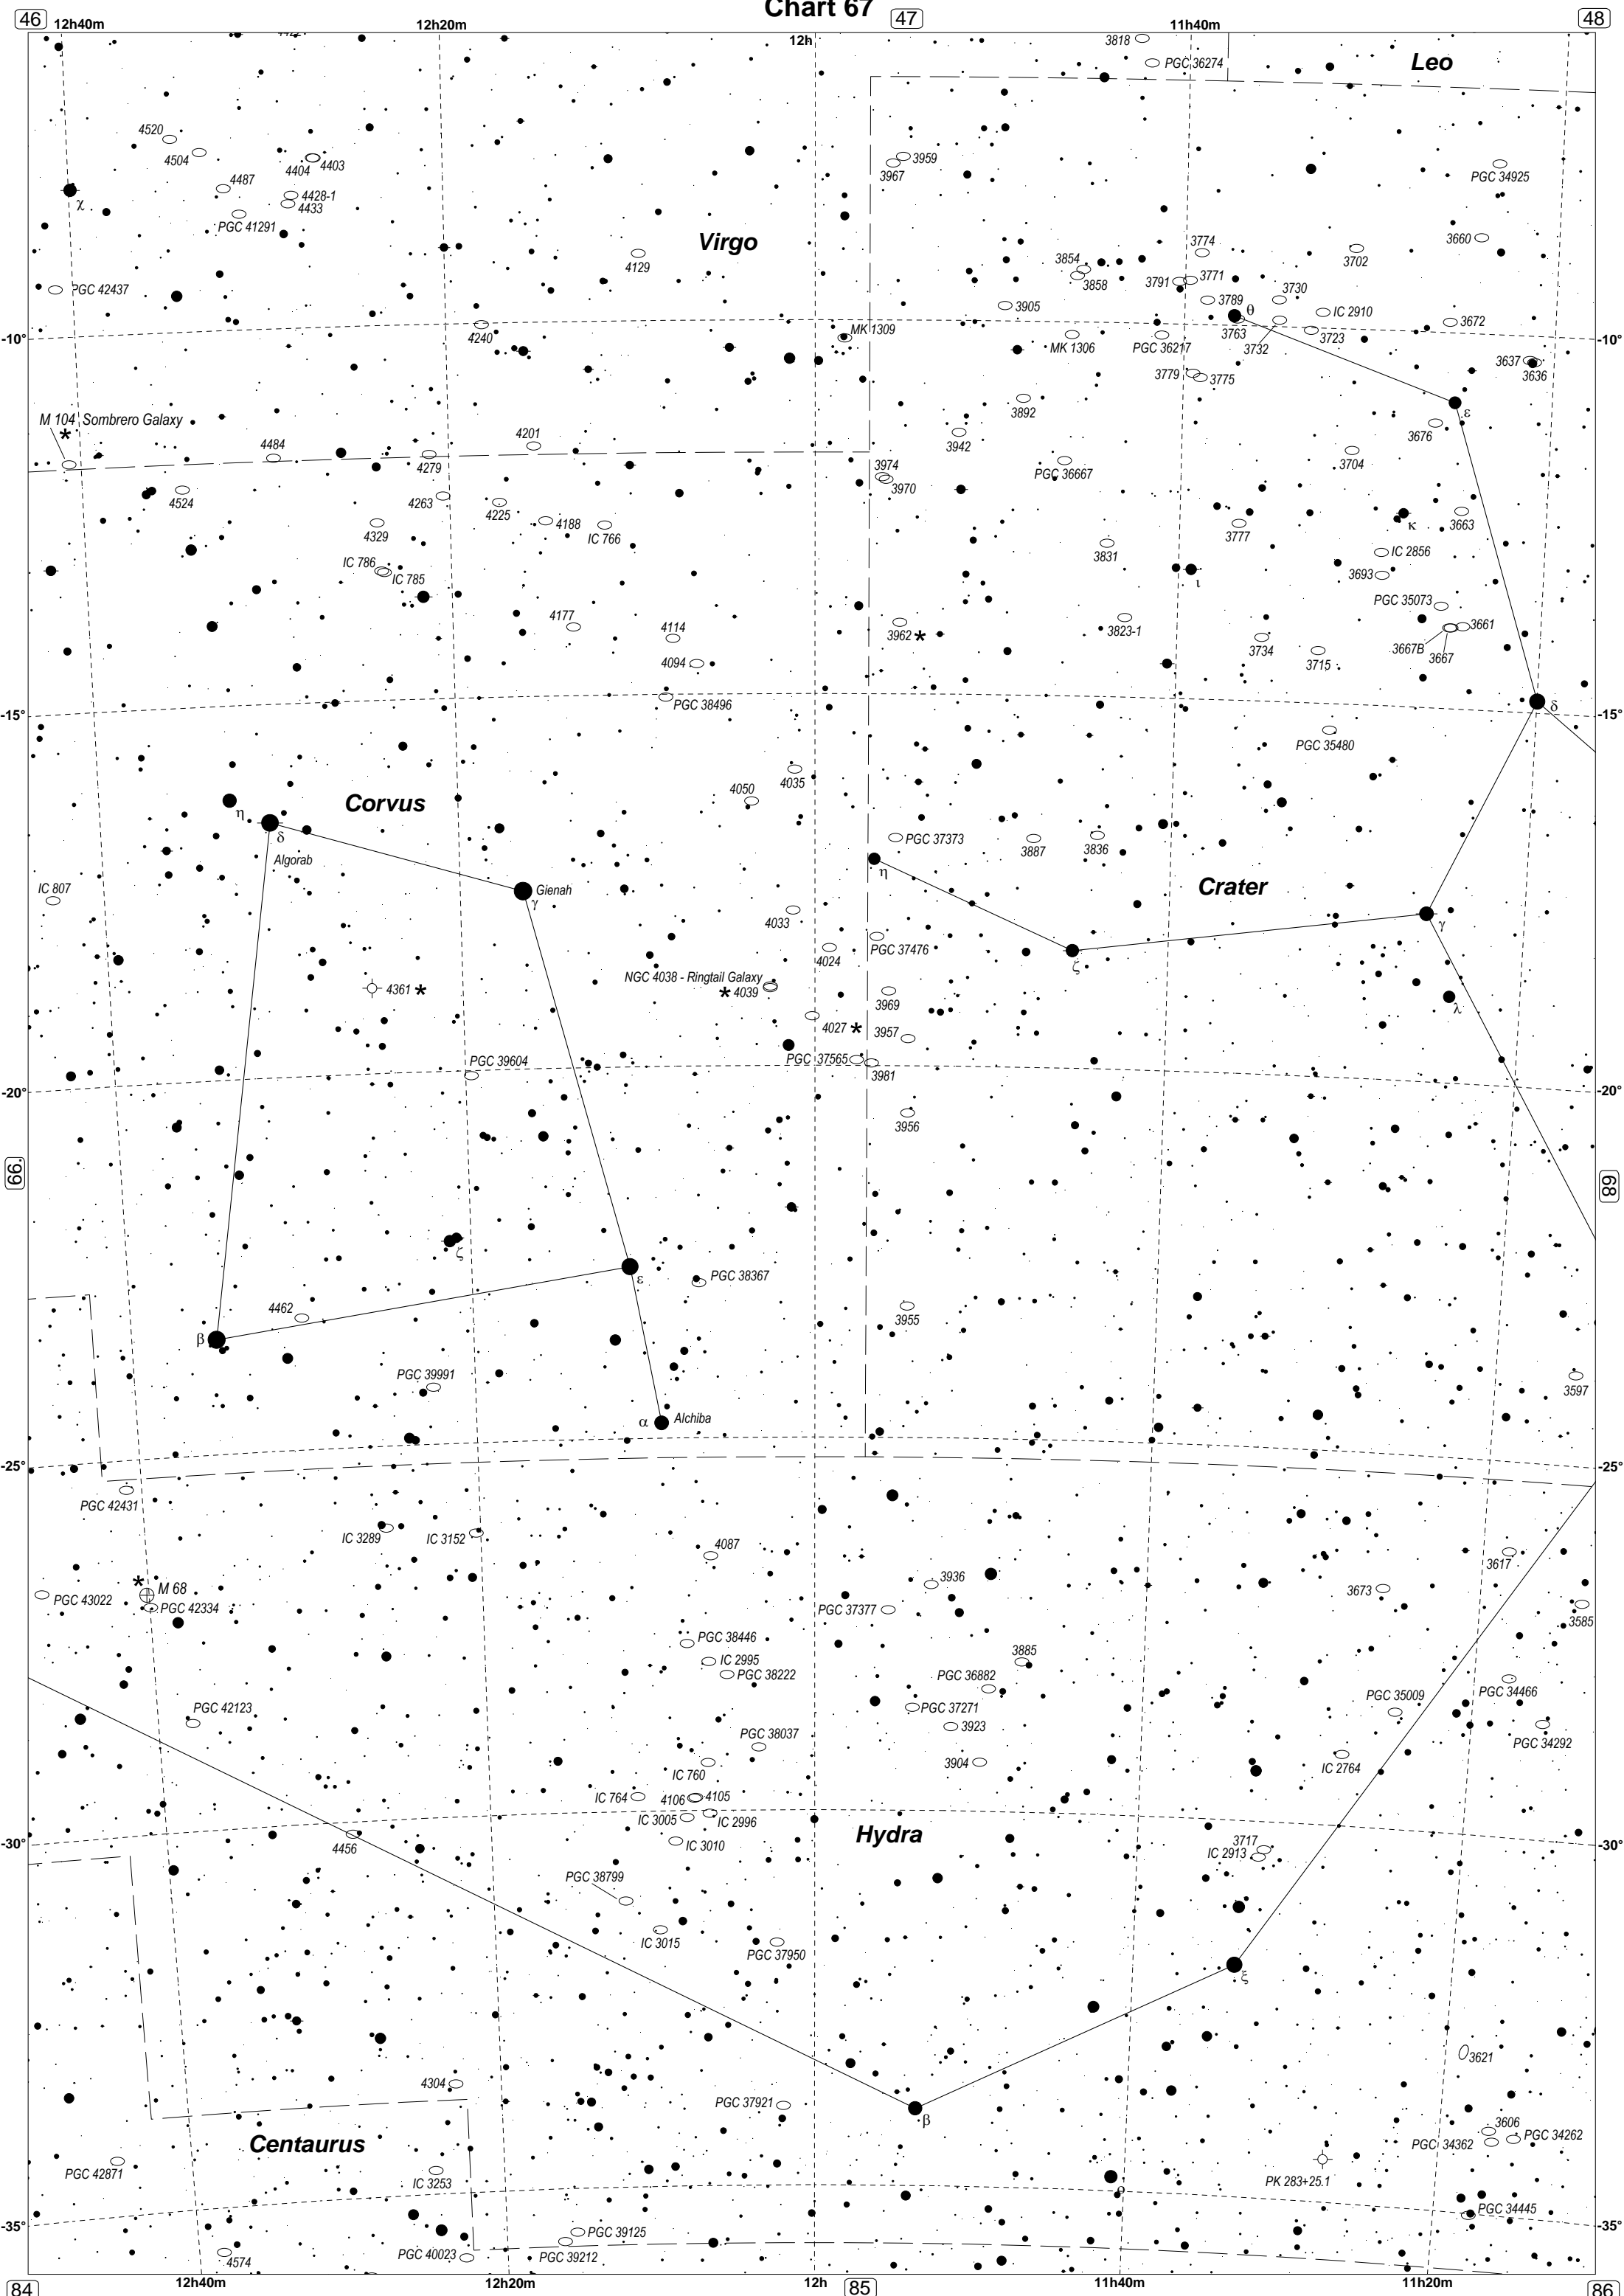 Chart 67
46
12h40m
12h20m
12h
47
11h40m
48
3818
PGC 36274
Leo
4520
4504
4404
4403
4487
4428-1
4433
PGC 41291
χ
3959
3967
PGC 34925
Virgo
4129
3774
3660
3702
3854
3858
3791
3771
3730
PGC 42437
3905
3789
θ
IC 2910
3672
-10°
4240
MK 1309
MK 1306
PGC 36217
3763
3732
3723
-10°
3637
3636
3779
3775
3892
ε
M 104 Sombrero Galaxy
*
4484
4279
4201
3942
3676
3974
3970
PGC 36667
3704
4524
4263
4225
4188
IC 766
4329
3777
κ
3663
IC 786
IC 785
3831
ι
IC 2856
3693
4177
4114
3962 *
3823-1
PGC 35073
3661
3667B
3667
4094
3734
3715
PGC 38496
δ
-15°
-15°
PGC 35480
4035
4050
Corvus
η
δ
Algorab
PGC 37373
3887
3836
η
IC 807
Gienah
γ
Crater
4033
γ
4024
PGC 37476
ζ
NGC 4038 - Ringtail Galaxy
* 4039
4361 *
3969
λ
4027 *
3957
PGC 37565
3981
PGC 39604
-20°
-20°
3956
66
68
ζ
ε
PGC 38367
4462
3955
β
PGC 39991
3597
α
Alchiba
-25°
-25°
PGC 42431
IC 3289
IC 3152
4087
3617
*
M 68
PGC 43022
PGC 42334
3936
PGC 37377
3673
3585
PGC 38446
IC 2995
PGC 38222
3885
PGC 36882
PGC 34466
PGC 42123
PGC 37271
3923
PGC 35009
PGC 38037
PGC 34292
IC 760
3904
IC 2764
IC 764
4106
4105
IC 3005
IC 2996
IC 3010
-30°
4456
Hydra
3717
IC 2913
-30°
PGC 38799
IC 3015
PGC 37950
ξ
3621
4304
PGC 37921
β
Centaurus
3606
PGC 34362
PGC 34262
PGC 42871
IC 3253
PK 283+25.1
ο
PGC 34445
-35°
-35°
PGC 39125
4574
PGC 40023
PGC 39212
84
12h40m
12h20m
12h
85
11h40m
11h20m
86